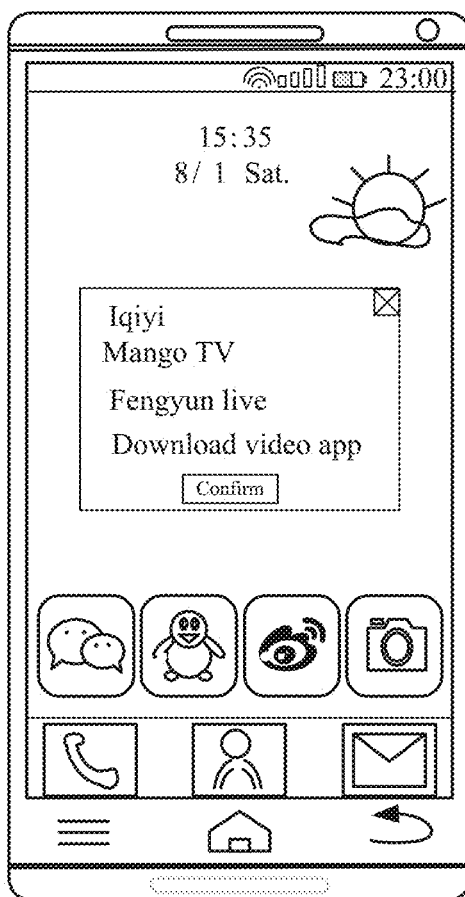 23:00
15:35
8/ 1 Sat.
Iqiyi
Mango TV
Fengyun live
Download video app
Confirm